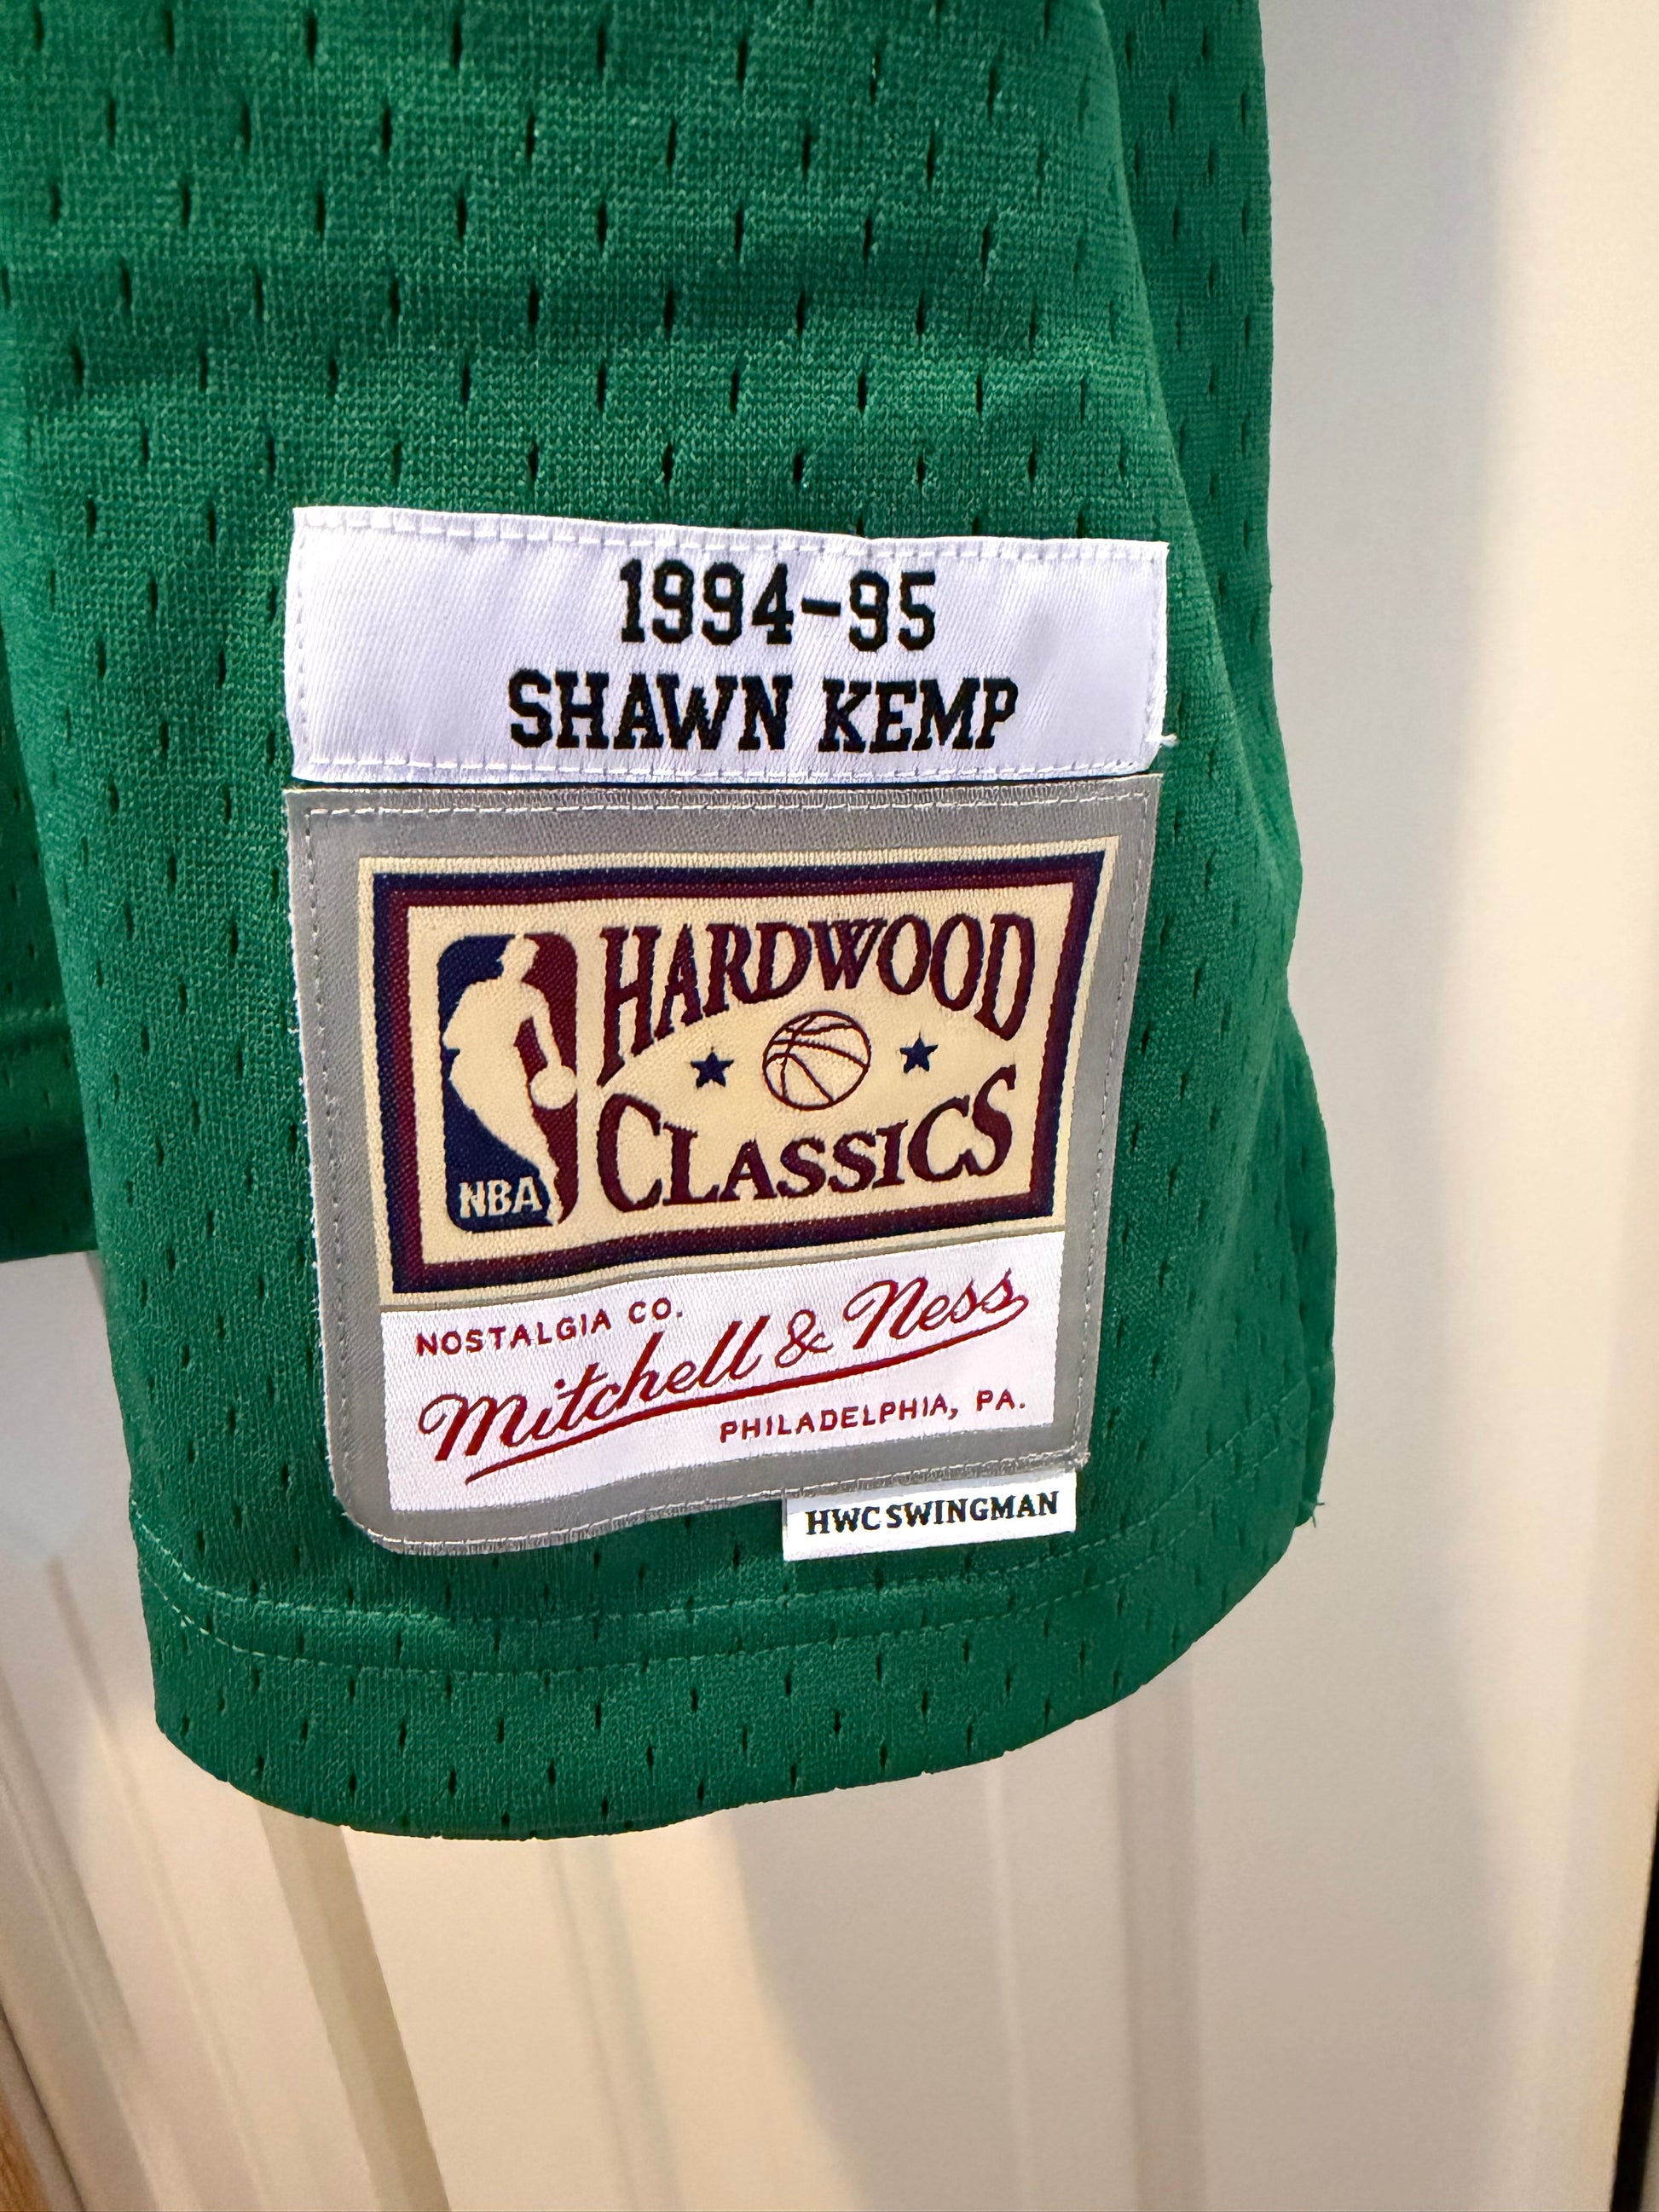 1994-95
SHAWN KEMP
HARDWOOD
CLASSICS
NBA
NOSTALGIA CO.
Mitchell & Ness
PHILADELPHIA, PA.
HWC SWINGMAN